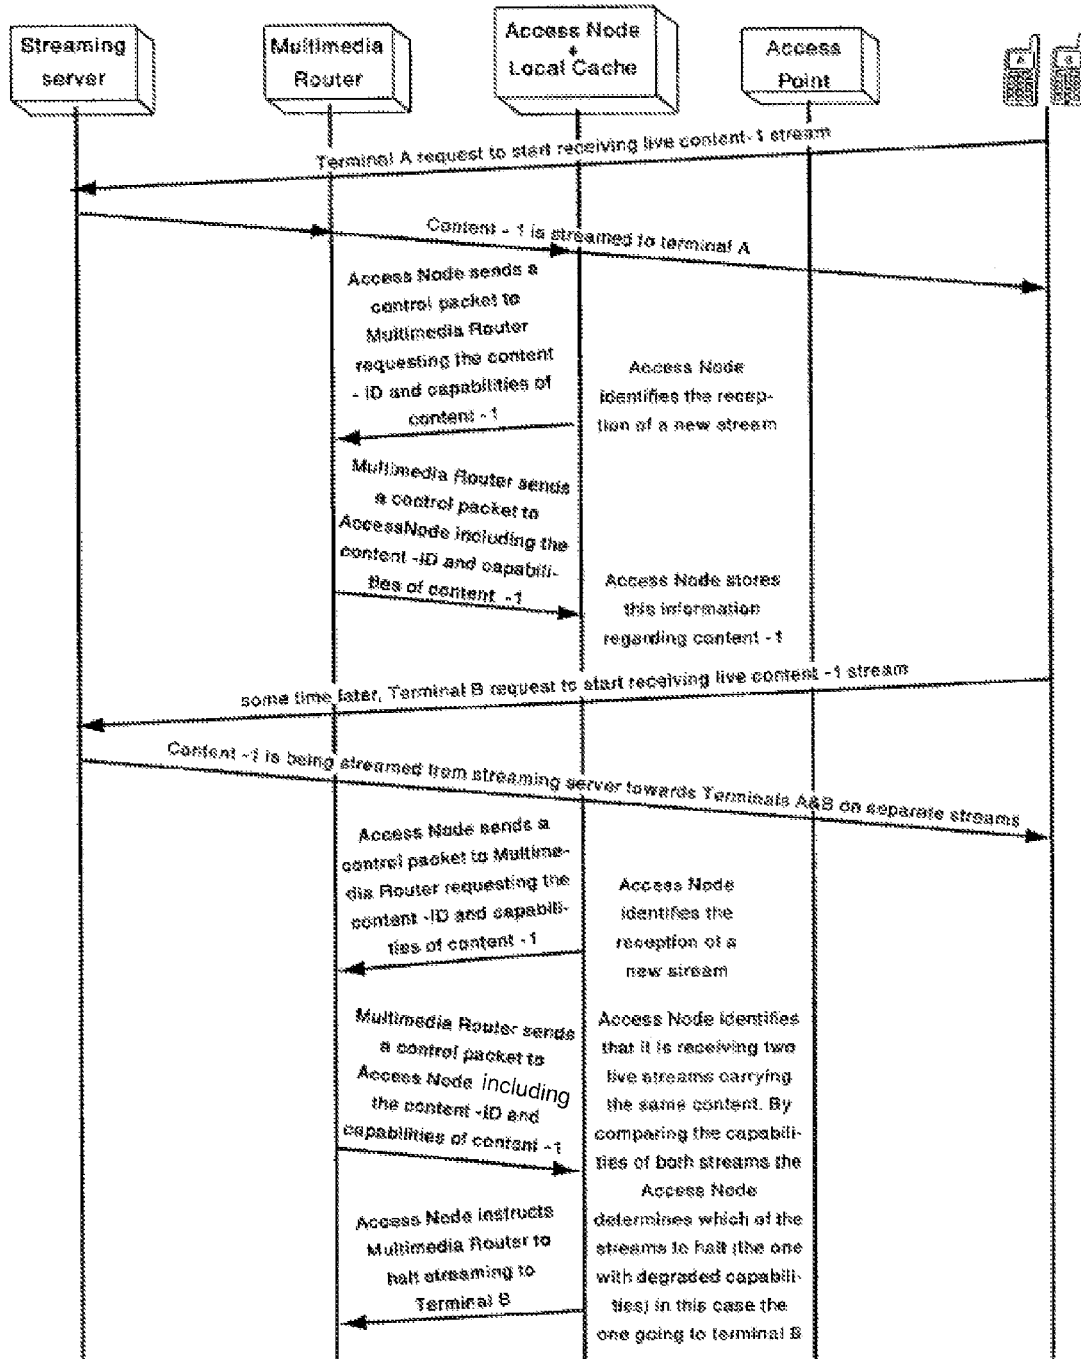 Streaming
server
Multimedia
Router
Access Node
+
Local Cache
Access
Point
A
B
Terminal A request to start receiving live content-1 stream
Content - 1 is streamed to terminal A
Access Node sends a
control packet to
Multimedia Router
requesting the content
- ID and capabilities of
content -1
Access Node
identifies the recep-
tion of a new stream
Multimedia Router sends
a control packet to
AccessNode including the
content -ID and capabili-
ties of content -1
Access Node stores
this information
regarding content -1
some time later, Terminal B request to start receiving live content -1 stream
Content -1 is being streamed from streaming server towards Terminals A&B on separate streams
Access Node sends a
control packet to Multime-
dia Router requesting the
content -ID and capabili-
ties of content -1
Access Node
identifies the
reception of a
new stream
Multimedia Router sends
a control packet to
Access Node including
the content -ID and
capabilities of content -1
Access Node identifies
that it is receiving two
live streams carrying
the same content. By
comparing the capabili-
ties of both streams the
Access Node
determines which of the
streams to halt (the one
with degraded capabili-
ties) in this case the
one going to terminal B
Access Node instructs
Multimedia Router to
halt streaming to
Terminal B